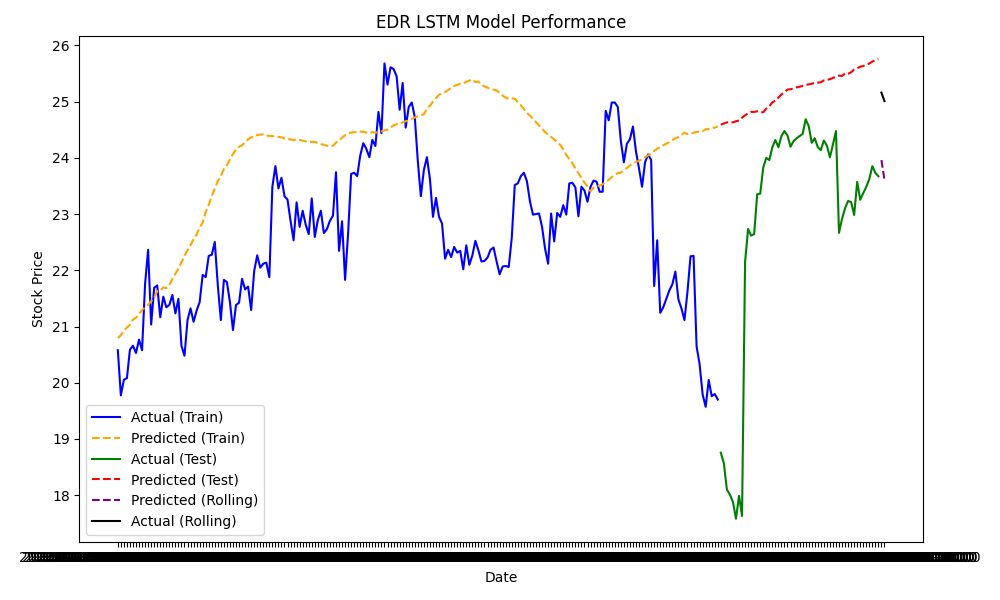 EDR LSTM Model Performance
26
25
24
23
22
21
20
19
18
Stock Price
Actual (Train)
Predicted (Train)
Actual (Test)
Predicted (Test)
Predicted (Rolling)
Actual (Rolling)
Date